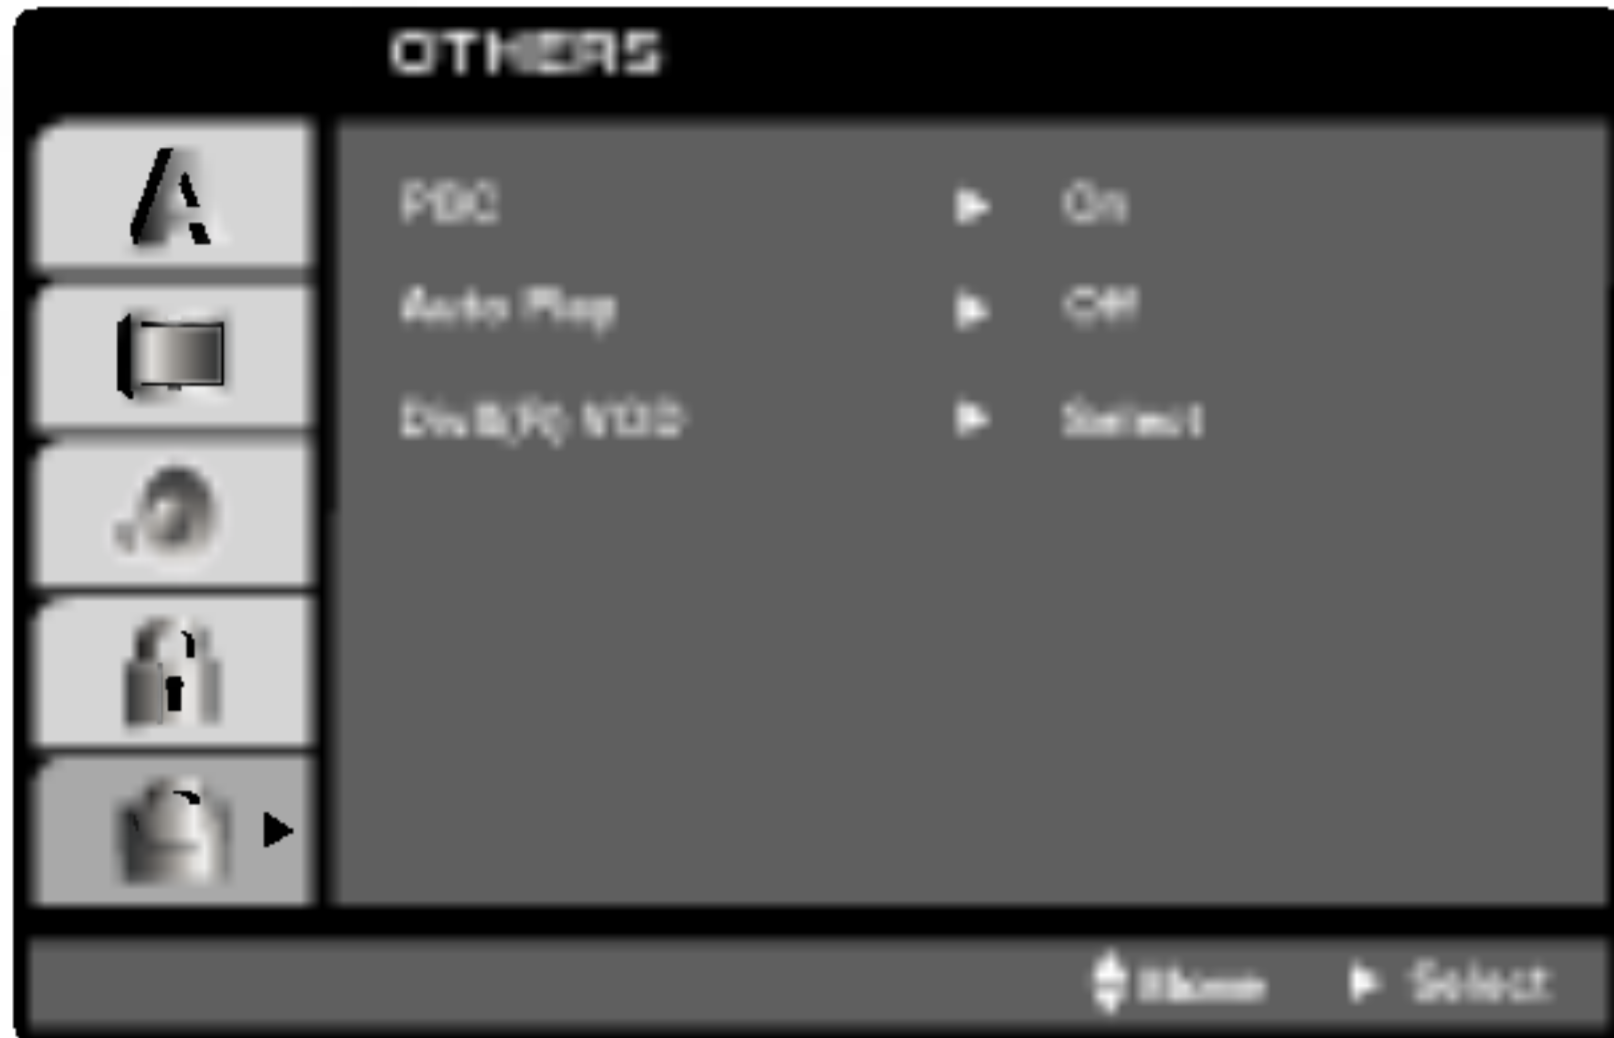 OTHERS
PBC On
Auto Play Off
DivX(R) VOD Select
Move Select